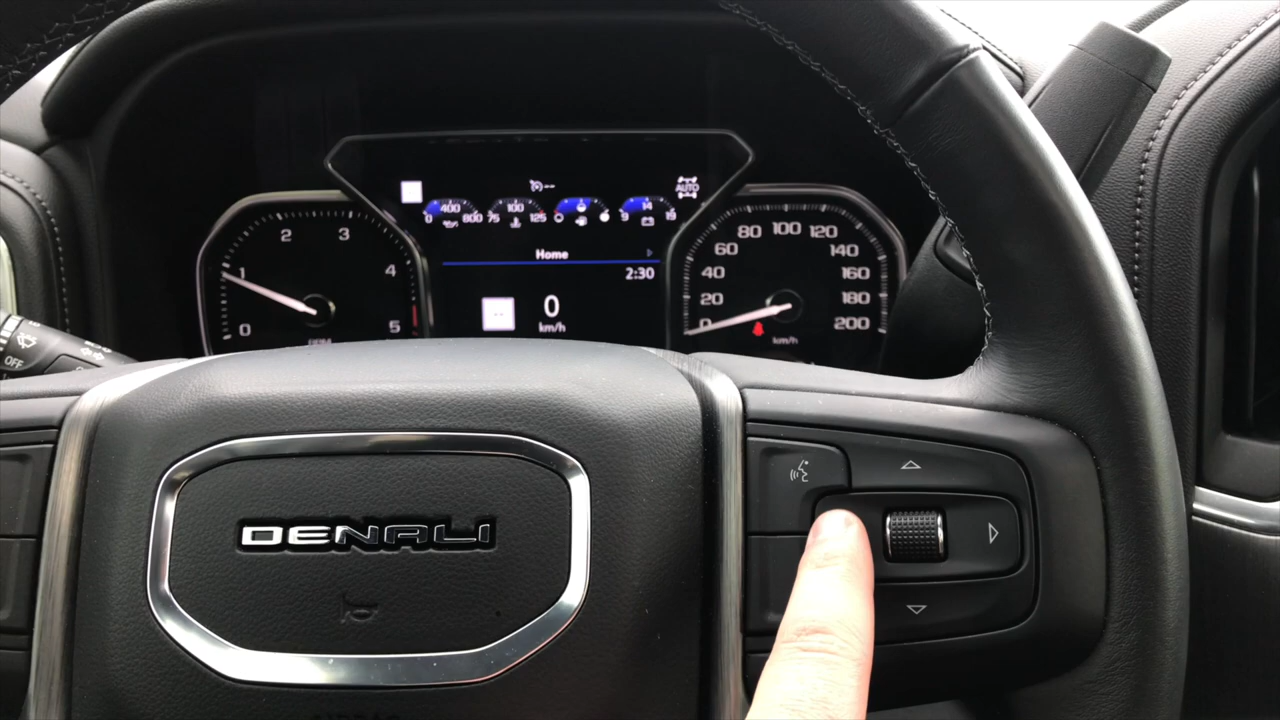 AUTO
400
0 800
100
75 125
14
9 19
Home
2:30
0
km/h
0 1 2 3 4 5
0 20 40 60 80 100 120 140 160 180 200
km/h
OFF
DENALI